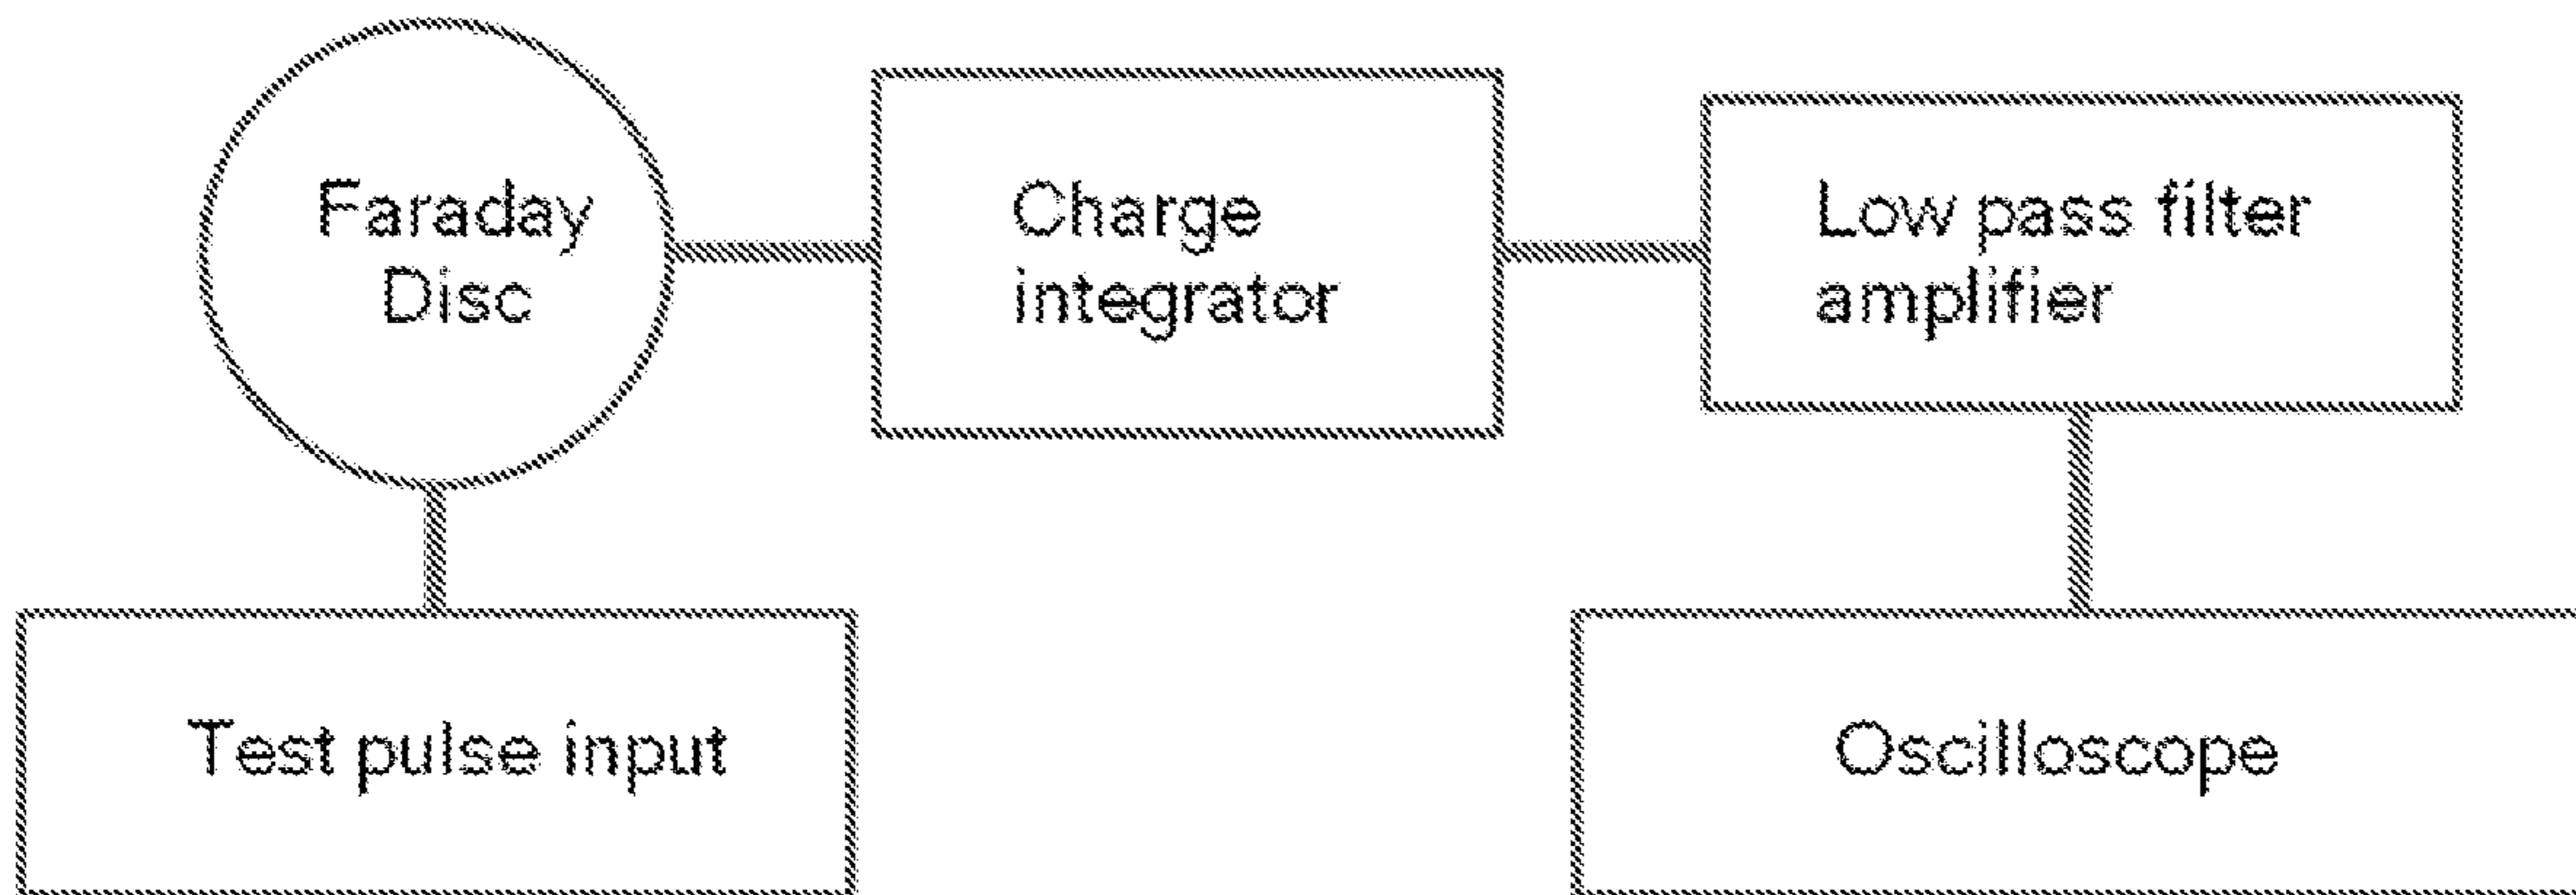 Faraday
Disc
Charge
integrator
Low pass filter
amplifier
Test pulse input
Oscilloscope